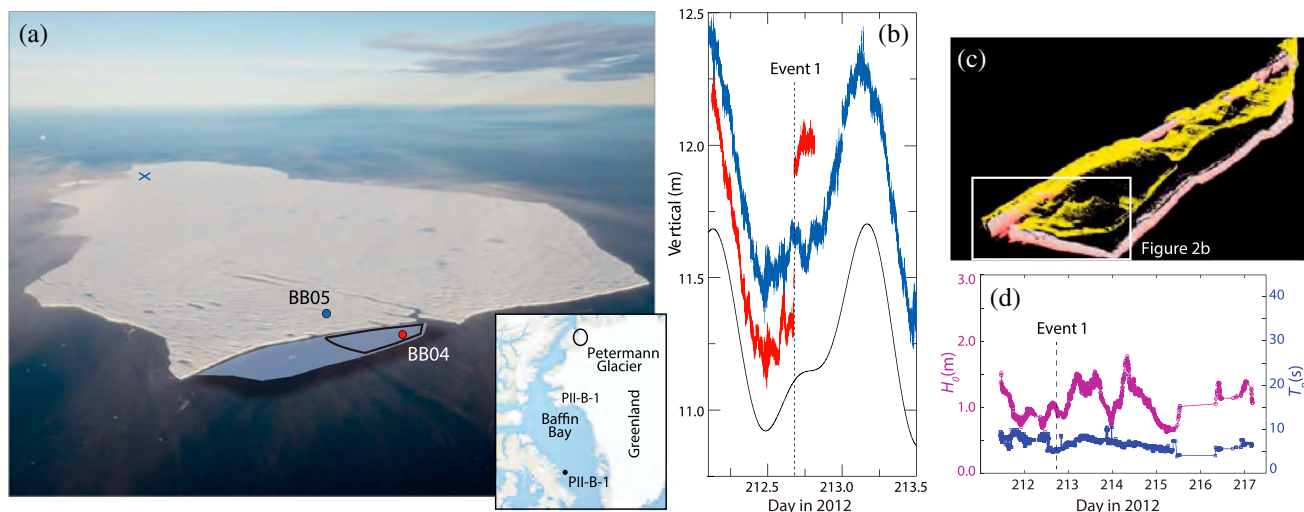 (a)
BB05
BB04
Petermann
Glacier
PII-B-1
Baffin
Bay
Greenland
PII-B-1
(b)
Event 1
Vertical (m)
12.5
12.0
11.5
11.0
212.5
213.0
213.5
Day in 2012
(c)
Figure 2b
(d)
Event 1
H₀(m)
3.0
2.0
1.0
0.0
40
30
20
10
0
212
213
214
215
216
217
Day in 2012